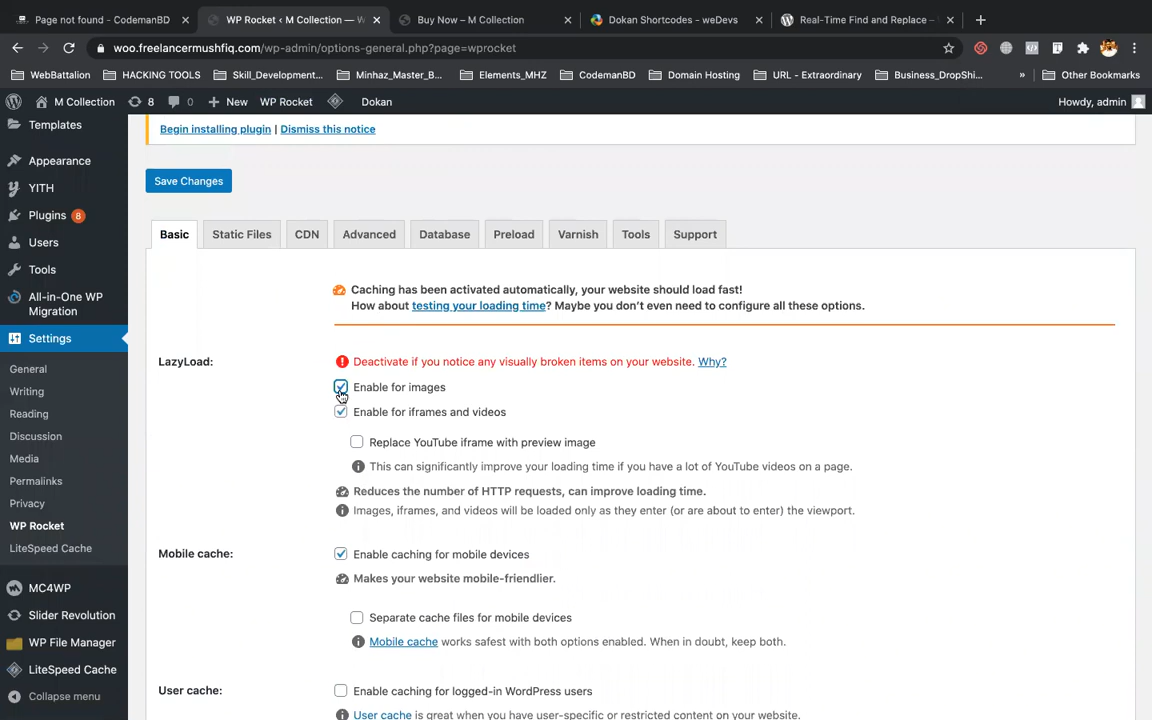 Page not found - CodemanBD
WP Rocket ‹ M Collection — W
Buy Now – M Collection
Dokan Shortcodes - weDevs
Real-Time Find and Replace –
woo.freelancermushfiq.com/wp-admin/options-general.php?page=wprocket
WebBattalion
HACKING TOOLS
Skill_Development...
Minhaz_Master_B...
Elements_MHZ
CodemanBD
Domain Hosting
URL - Extraordinary
Business_DropShi...
»
Other Bookmarks
M Collection
8
0
New
WP Rocket
Dokan
Howdy, admin
Templates
Appearance
YITH
Plugins 8
Users
Tools
All-in-One WP
Migration
Settings
General
Writing
Reading
Discussion
Media
Permalinks
Privacy
WP Rocket
LiteSpeed Cache
MC4WP
Slider Revolution
WP File Manager
LiteSpeed Cache
Collapse menu
Begin installing plugin | Dismiss this notice
Save Changes
Basic
Static Files
CDN
Advanced
Database
Preload
Varnish
Tools
Support
Caching has been activated automatically, your website should load fast!
How about testing your loading time? Maybe you don’t even need to configure all these options.
LazyLoad:
Deactivate if you notice any visually broken items on your website. Why?
Enable for images
Enable for iframes and videos
Replace YouTube iframe with preview image
This can significantly improve your loading time if you have a lot of YouTube videos on a page.
Reduces the number of HTTP requests, can improve loading time.
Images, iframes, and videos will be loaded only as they enter (or are about to enter) the viewport.
Mobile cache:
Enable caching for mobile devices
Makes your website mobile-friendlier.
Separate cache files for mobile devices
Mobile cache works safest with both options enabled. When in doubt, keep both.
User cache:
Enable caching for logged-in WordPress users
User cache is great when you have user-specific or restricted content on your website.